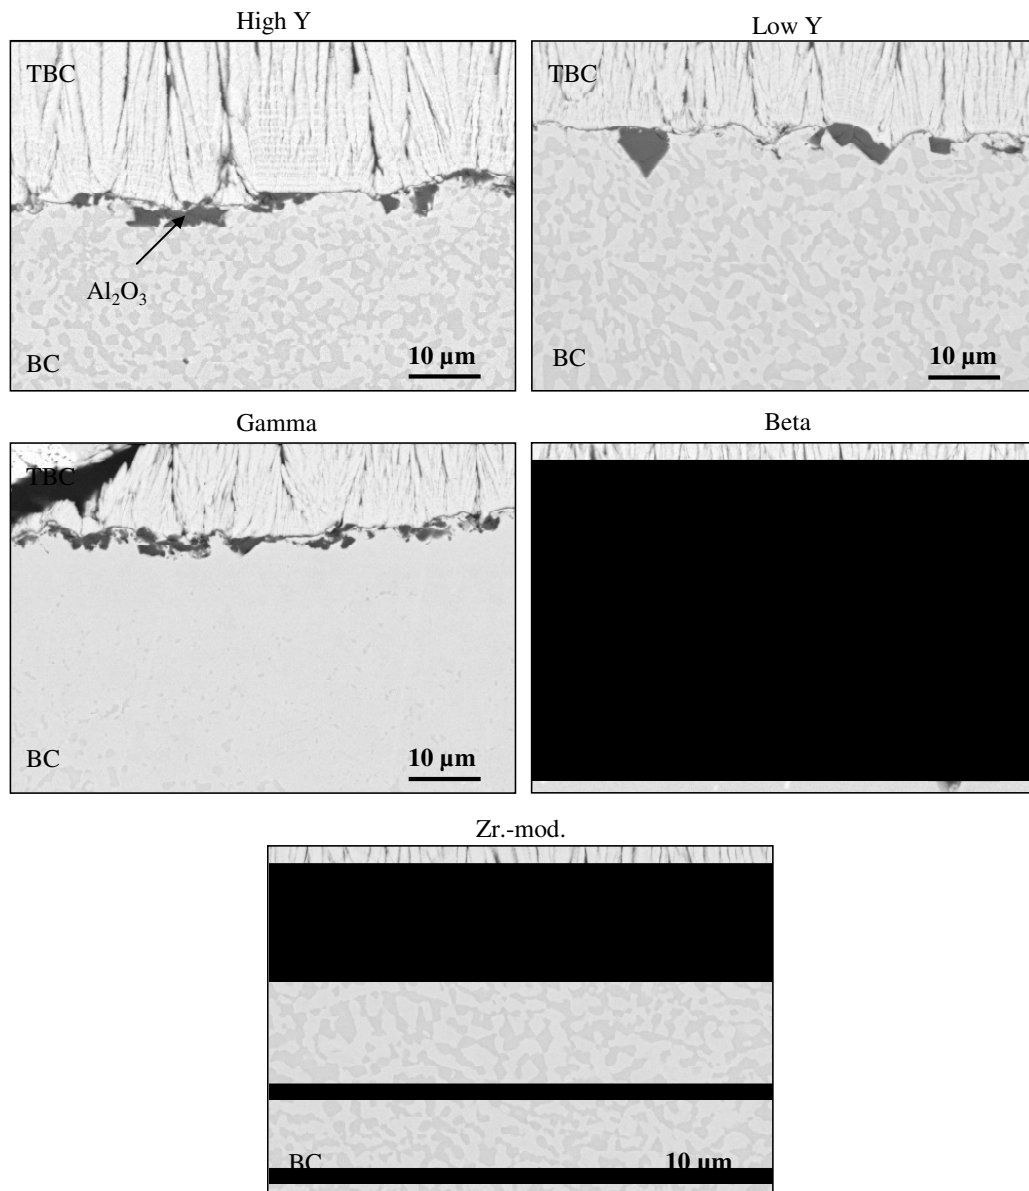 High Y
Low Y
TBC
TBC
Al₂O₃
BC
10 µm
10 µm
Gamma
Beta
TBC
BC
10 µm
Zr.-mod.
BC
10 µm